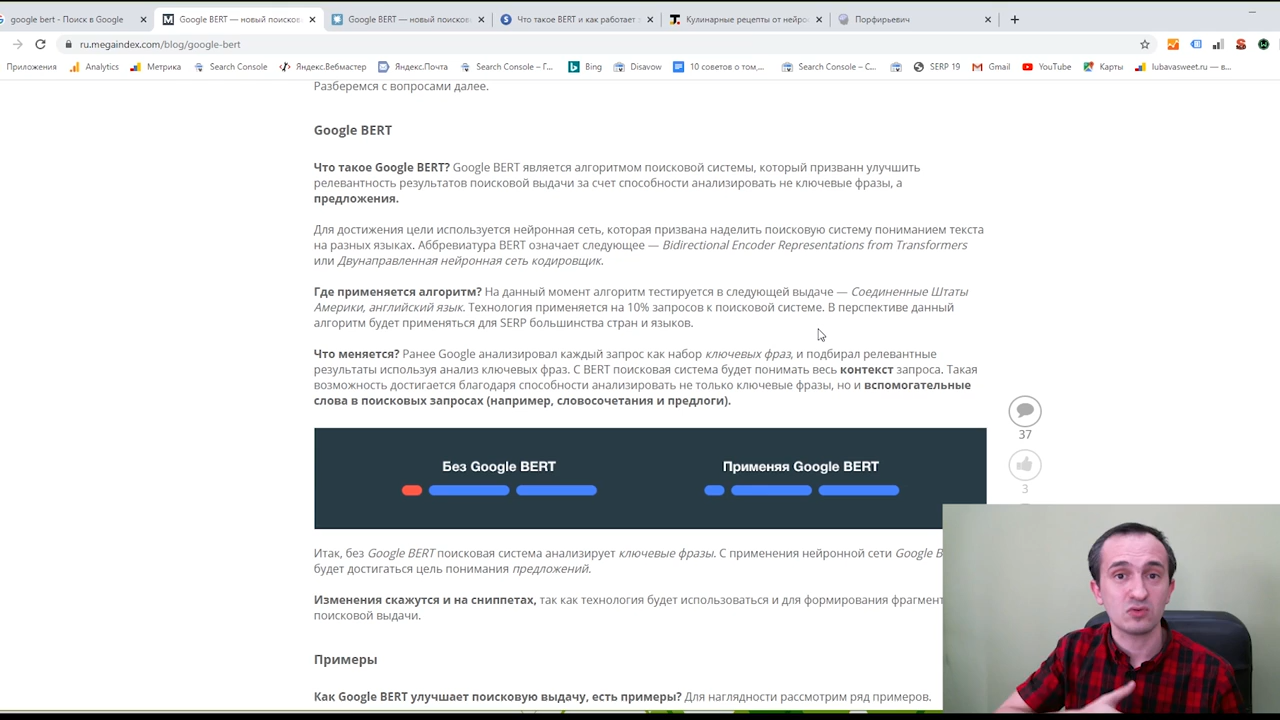 google bert - Поиск в Google
Google BERT — новый поисков
Google BERT — новый поисков
Что такое BERT и как работает
Кулинарные рецепты от нейро
Порфирьевич
ru.megaindex.com/blog/google-bert
Приложения
Analytics
Метрика
Search Console
Яндекс.Вебмастер
Яндекс.Почта
Search Console – Г...
Bing
Disavow
10 советов о том,...
Search Console – С...
SERP 19
Gmail
YouTube
Карты
lubavasweet.ru — в...
Разберемся с вопросами далее.
Google BERT
Что такое Google BERT? Google BERT является алгоритмом поисковой системы, который призванн улучшить
релевантность результатов поисковой выдачи за счет способности анализировать не ключевые фразы, а
предложения.
Для достижения цели используется нейронная сеть, которая призвана наделить поисковую систему пониманием текста
на разных языках. Аббревиатура BERT означает следующее — Bidirectional Encoder Representations from Transformers
или Двунаправленная нейронная сеть кодировщик.
Где применяется алгоритм? На данный момент алгоритм тестируется в следующей выдаче — Соединенные Штаты
Америки, английский язык. Технология применяется на 10% запросов к поисковой системе. В перспективе данный
алгоритм будет применяться для SERP большинства стран и языков.
Что меняется? Ранее Google анализировал каждый запрос как набор ключевых фраз, и подбирал релевантные
результаты используя анализ ключевых фраз. С BERT поисковая система будет понимать весь контекст запроса. Такая
возможность достигается благодаря способности анализировать не только ключевые фразы, но и вспомогательные
слова в поисковых запросах (например, словосочетания и предлоги).
37
3
Без Google BERT
Применяя Google BERT
Итак, без Google BERT поисковая система анализирует ключевые фразы. С применения нейронной сети Google B
будет достигаться цель понимания предложений.
Изменения скажутся и на сниппетах, так как технология будет использоваться и для формирования фрагмент
поисковой выдачи.
Примеры
Как Google BERT улучшает поисковую выдачу, есть примеры? Для наглядности рассмотрим ряд примеров.